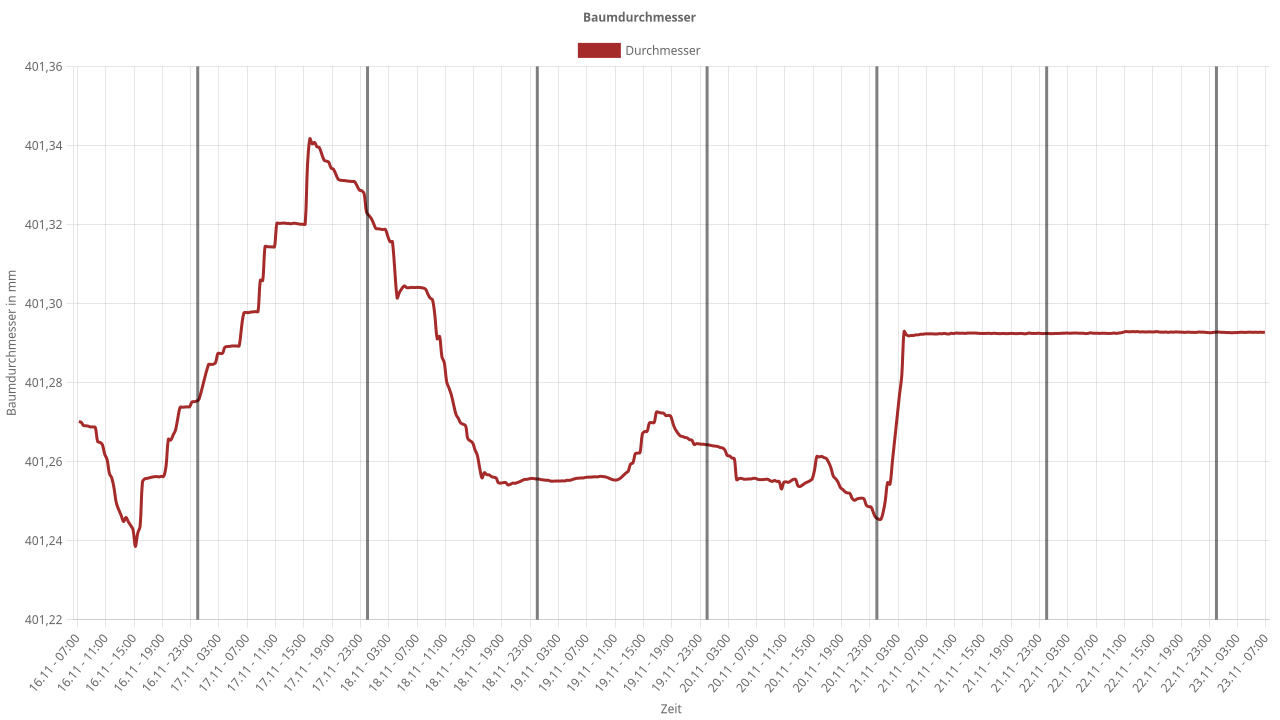 Baumdurchmesser
Durchmesser
401,36
401,34
401,32
401,30
401,28
401,26
401,24
401,22
Baumdurchmesser in mm
16.11 - 07:00
16.11 - 11:00
16.11 - 15:00
16.11 - 19:00
16.11 - 23:00
17.11 - 03:00
17.11 - 07:00
17.11 - 11:00
17.11 - 15:00
17.11 - 19:00
17.11 - 23:00
18.11 - 03:00
18.11 - 07:00
18.11 - 11:00
18.11 - 15:00
18.11 - 19:00
18.11 - 23:00
19.11 - 03:00
19.11 - 07:00
19.11 - 11:00
19.11 - 15:00
19.11 - 19:00
19.11 - 23:00
20.11 - 03:00
20.11 - 07:00
20.11 - 11:00
20.11 - 15:00
20.11 - 19:00
20.11 - 23:00
21.11 - 03:00
21.11 - 07:00
21.11 - 11:00
21.11 - 15:00
21.11 - 19:00
21.11 - 23:00
22.11 - 03:00
22.11 - 07:00
22.11 - 11:00
22.11 - 15:00
22.11 - 19:00
22.11 - 23:00
23.11 - 03:00
23.11 - 07:00
Zeit